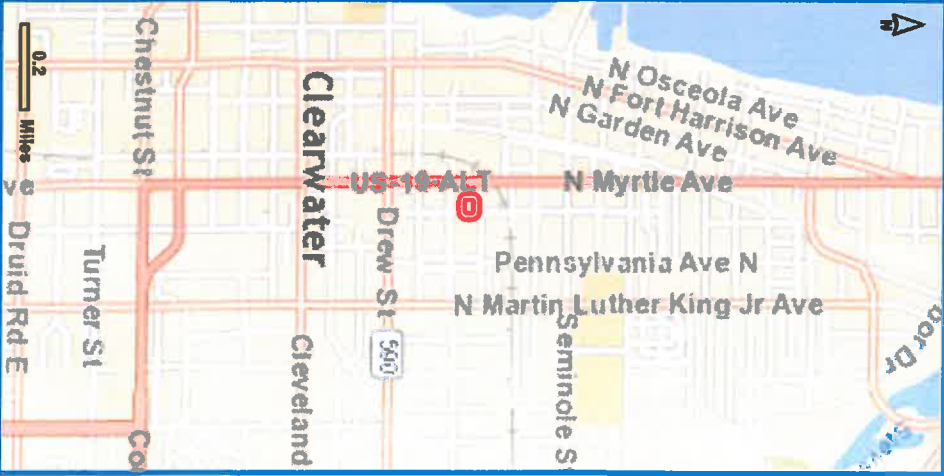 N
0.2
Miles
Chestnut St
Clearwater
N Osceola Ave
N Fort Harrison Ave
N Garden Ave
US-19-ALT
N Myrtle Ave
Drew St
Druid Rd E
Turner St
Pennsylvania Ave N
N Martin Luther King Jr Ave
Cleveland
590
Seminole St